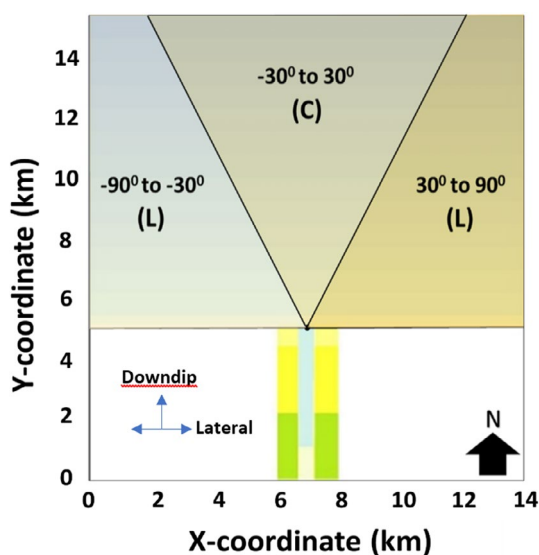 14
12
10
8
6
4
2
0
Y-coordinate (km)
-30⁰ to 30⁰
(C)
-90⁰ to -30⁰
(L)
30⁰ to 90⁰
(L)
Downdip
Lateral
N
0 2 4 6 8 10 12 14
X-coordinate (km)